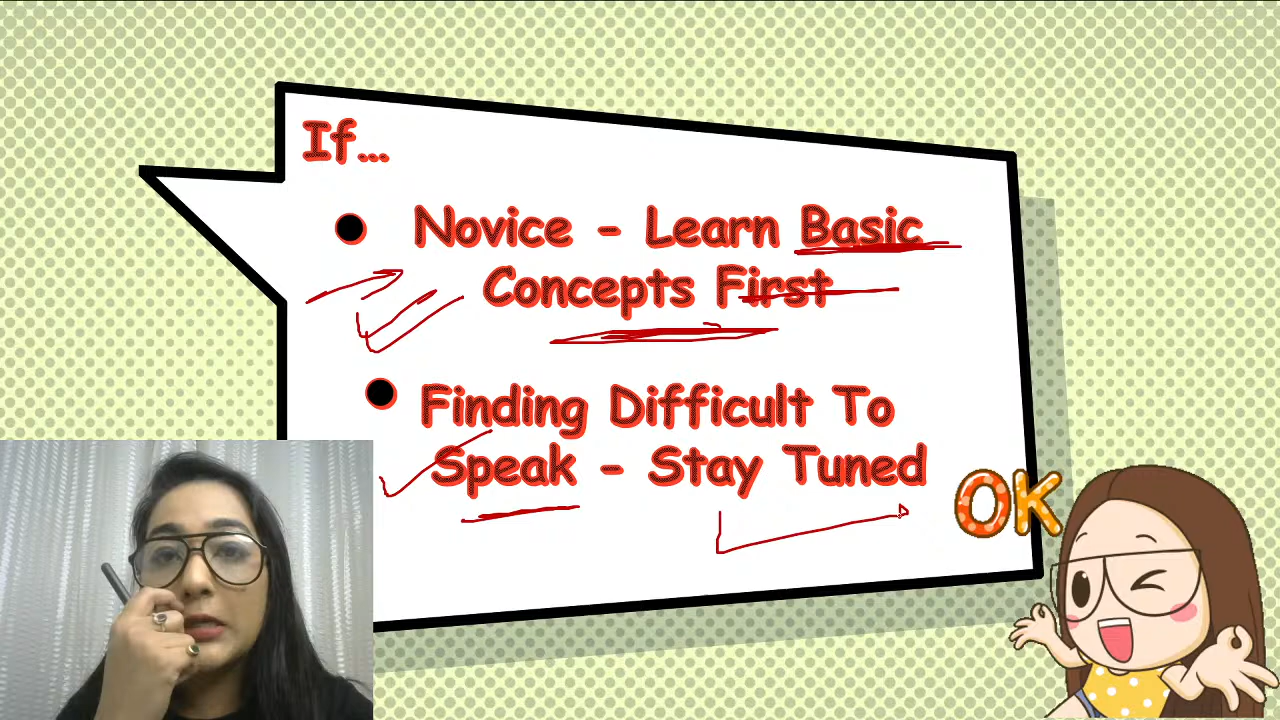 If...
Novice - Learn Basic
Concepts First
Finding Difficult To
Speak - Stay Tuned
OK